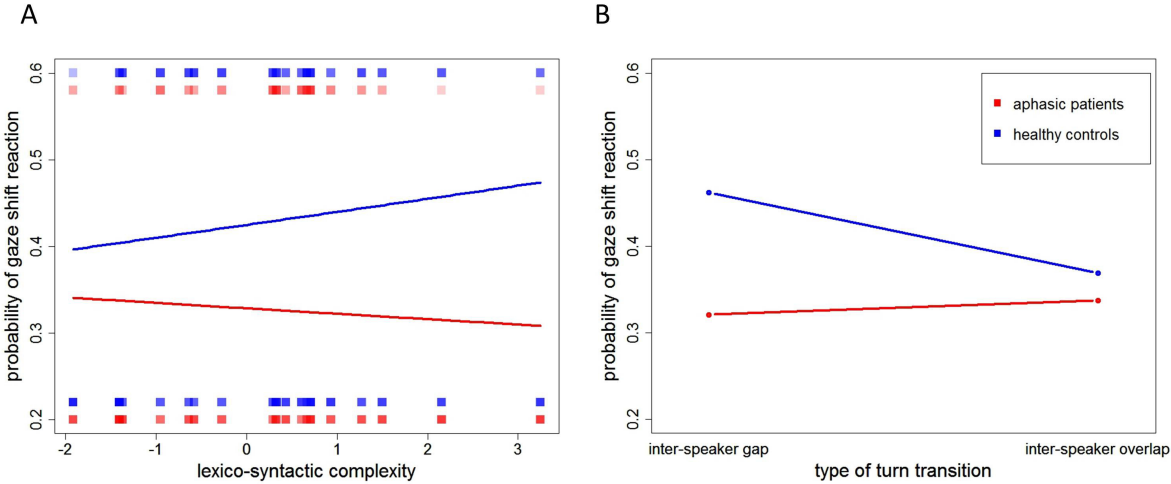 A
probability of gaze shift reaction
0.6
0.5
0.4
0.3
0.2
-2 -1 0 1 2 3
lexico-syntactic complexity
B
probability of gaze shift reaction
0.6
0.5
0.4
0.3
0.2
aphasic patients
healthy controls
inter-speaker gap inter-speaker overlap
type of turn transition